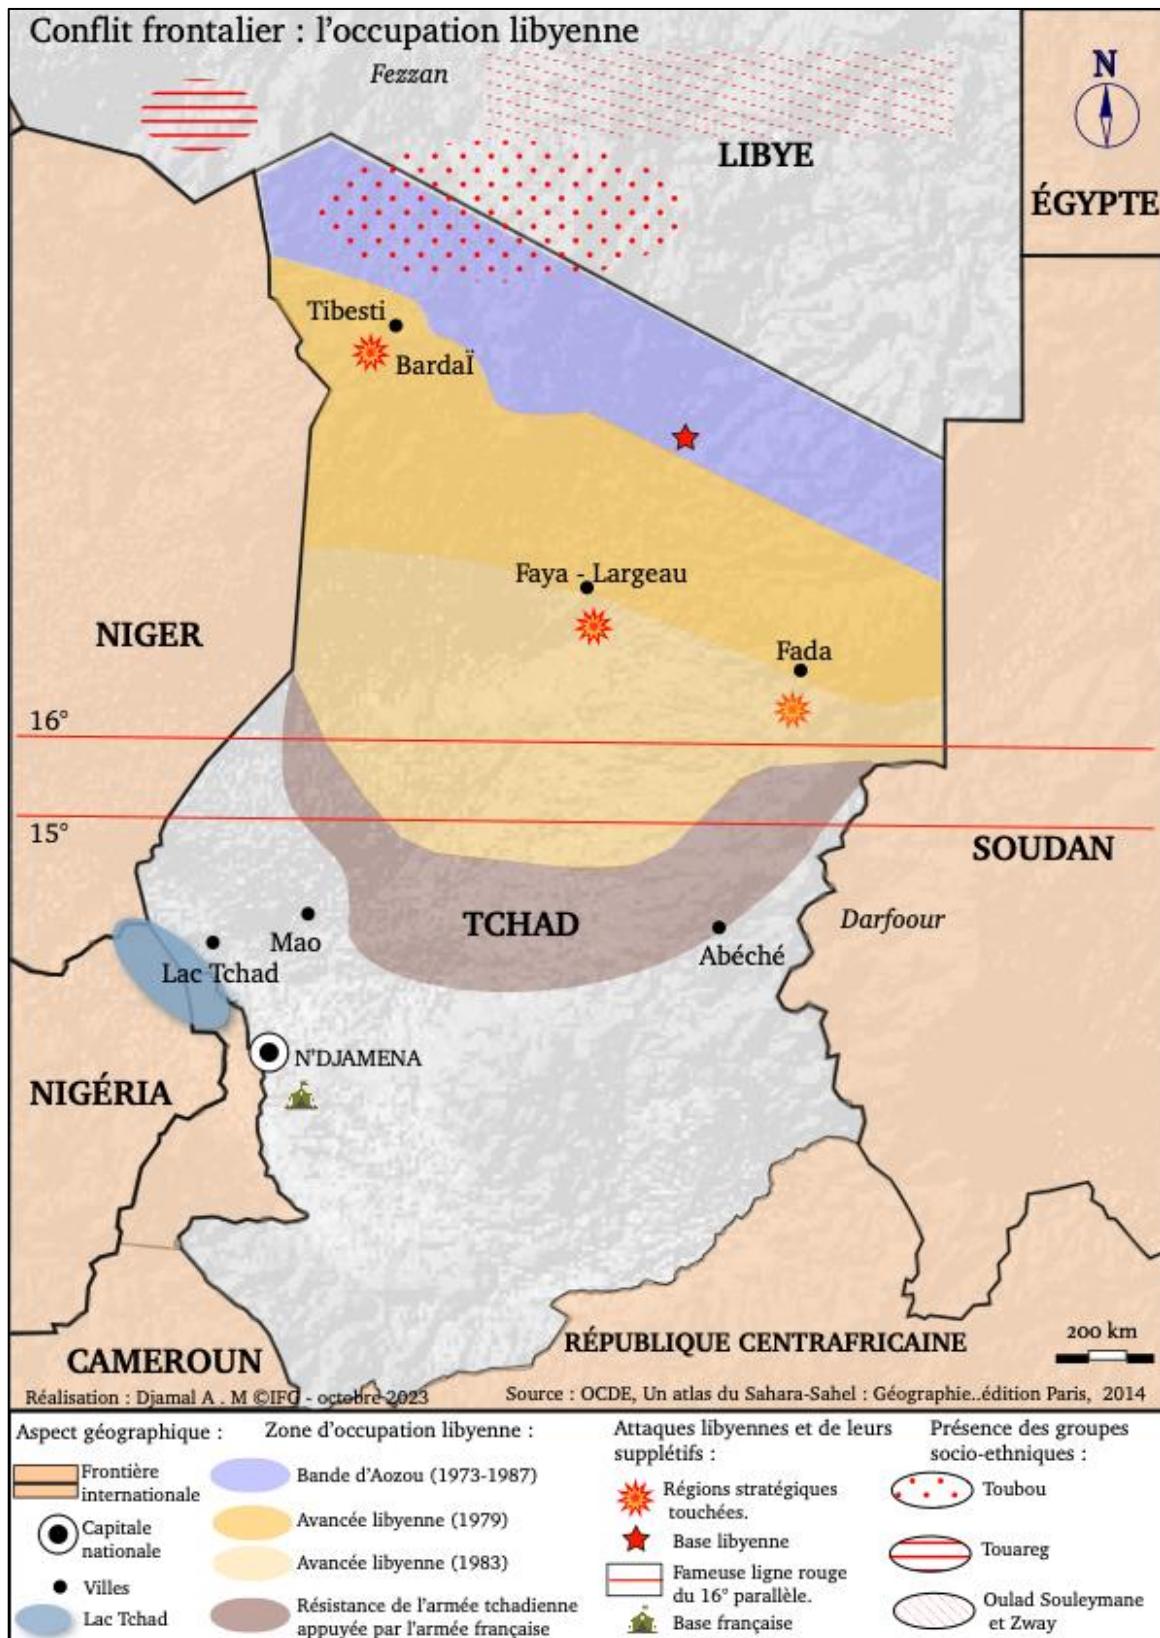 Conflit frontalier : l'occupation libyenne
Fezzan
N
LIBYE
ÉGYPTE
Tibesti
BardaÏ
Faya - Largeau
NIGER
Fada
16°
15°
SOUDAN
TCHAD
Darfoour
Mao
Abéché
Lac Tchad
N'DJAMENA
NIGÉRIA
200 km
RÉPUBLIQUE CENTRAFRICAINE
CAMEROUN
Réalisation : Djamal A . M ©IFG - octobre 2023
Source : OCDE, Un atlas du Sahara-Sahel : Géographie..édition Paris, 2014
Aspect géographique :
Frontière
internationale
Capitale
nationale
Villes
Lac Tchad
Zone d'occupation libyenne :
Bande d'Aozou (1973-1987)
Avancée libyenne (1979)
Avancée libyenne (1983)
Résistance de l'armée tchadienne
appuyée par l'armée française
Attaques libyennes et de leurs
supplétifs :
Régions stratégiques
touchées.
Base libyenne
Fameuse ligne rouge
du 16° parallèle.
Base française
Présence des groupes
socio-ethniques :
Toubou
Touareg
Oulad Souleymane
et Zway